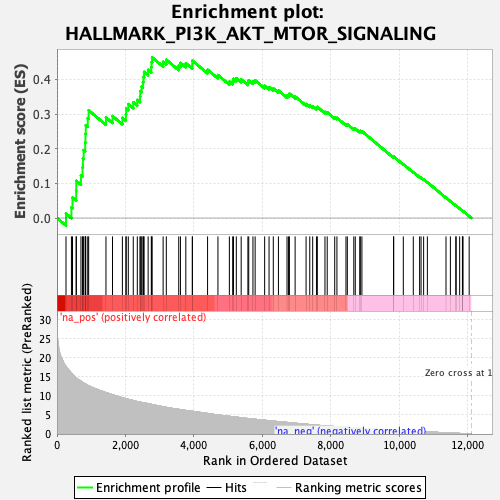 Enrichment plot:
HALLMARK_PI3K_AKT_MTOR_SIGNALING
Enrichment score (ES)
0.4
0.3
0.2
0.1
0.0
Ranked list metric (PreRanked)
'na_pos' (positively correlated)
30
25
20
15
10
5
0
Zero cross at 1
'na_neg' (negatively correlated)
0
2,000
4,000
6,000
8,000
10,000
12,000
Rank in Ordered Dataset
Enrichment profile
Hits
Ranking metric scores